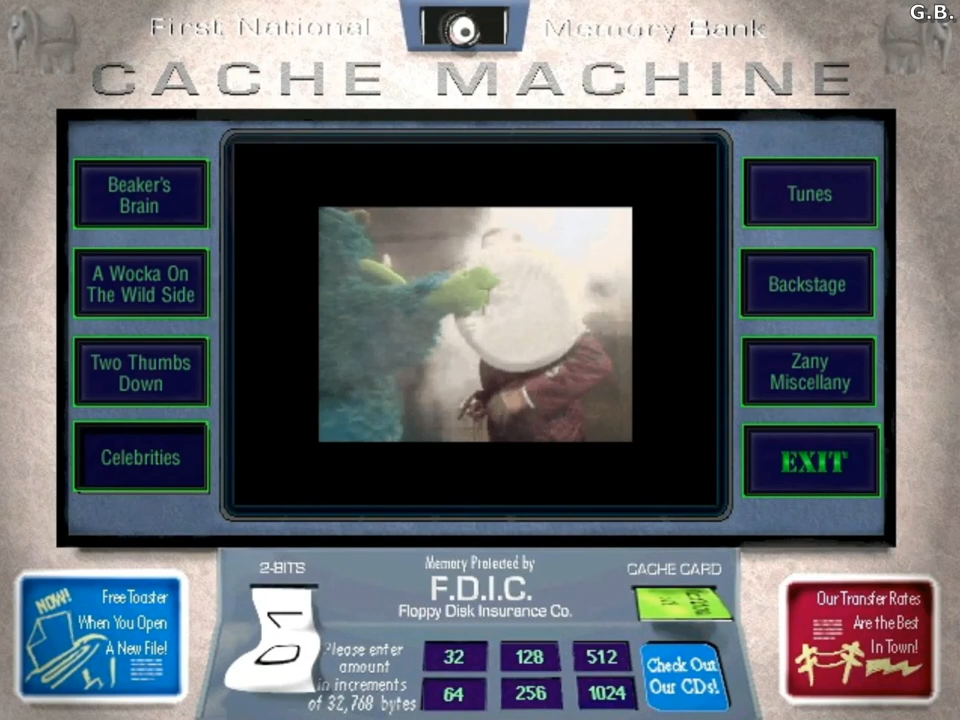 G.B.
First National Memory Bank
CACHE MACHINE
Beaker's
Brain
A Wocka On
The Wild Side
Two Thumbs
Down
Celebrities
Tunes
Backstage
Zany
Miscellany
EXIT
2-BITS
Memory Protected by
F.D.I.C.
Floppy Disk Insurance Co.
CACHE CARD
01
Please enter
amount
in increments
of 32,768 bytes
32
128
512
64
256
1024
Check Out
Our CDs!
NOW!
Free Toaster
When You Open
A New File!
Our Transfer Rates
Are the Best
In Town!